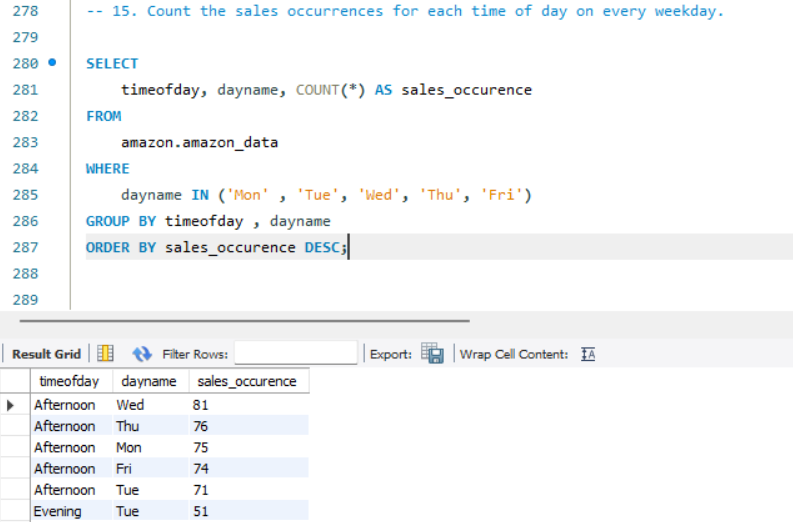 278 -- 15. Count the sales occurrences for each time of day on every weekday.
279
280 SELECT
281 timeofday, dayname, COUNT(*) AS sales_occurence
282 FROM
283 amazon.amazon_data
284 WHERE
285 dayname IN ('Mon' , 'Tue', 'Wed', 'Thu', 'Fri')
286 GROUP BY timeofday , dayname
287 ORDER BY sales_occurence DESC;
288
289
Result Grid Filter Rows: Export: Wrap Cell Content: IA
timeofday dayname sales_occurence
Afternoon Wed 81
Afternoon Thu 76
Afternoon Mon 75
Afternoon Fri 74
Afternoon Tue 71
Evening Tue 51